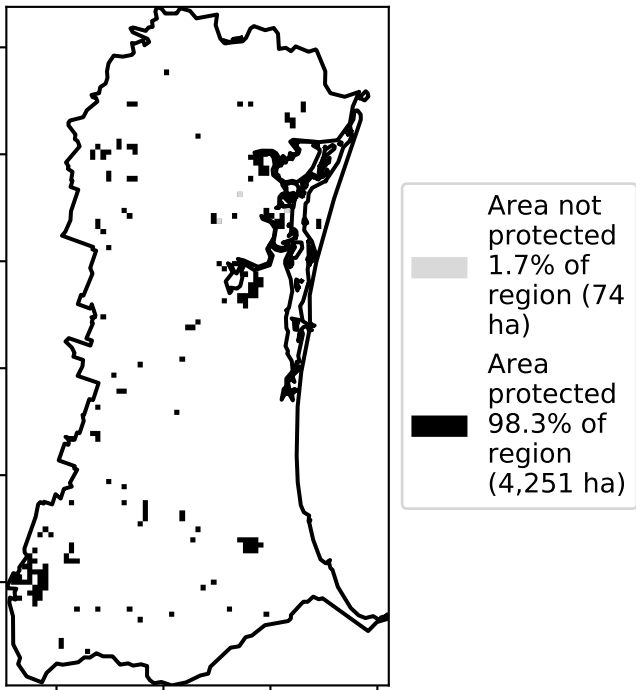 Area not
protected
1.7% of
region (74
ha)
Area
protected
98.3% of
region
(4,251 ha)